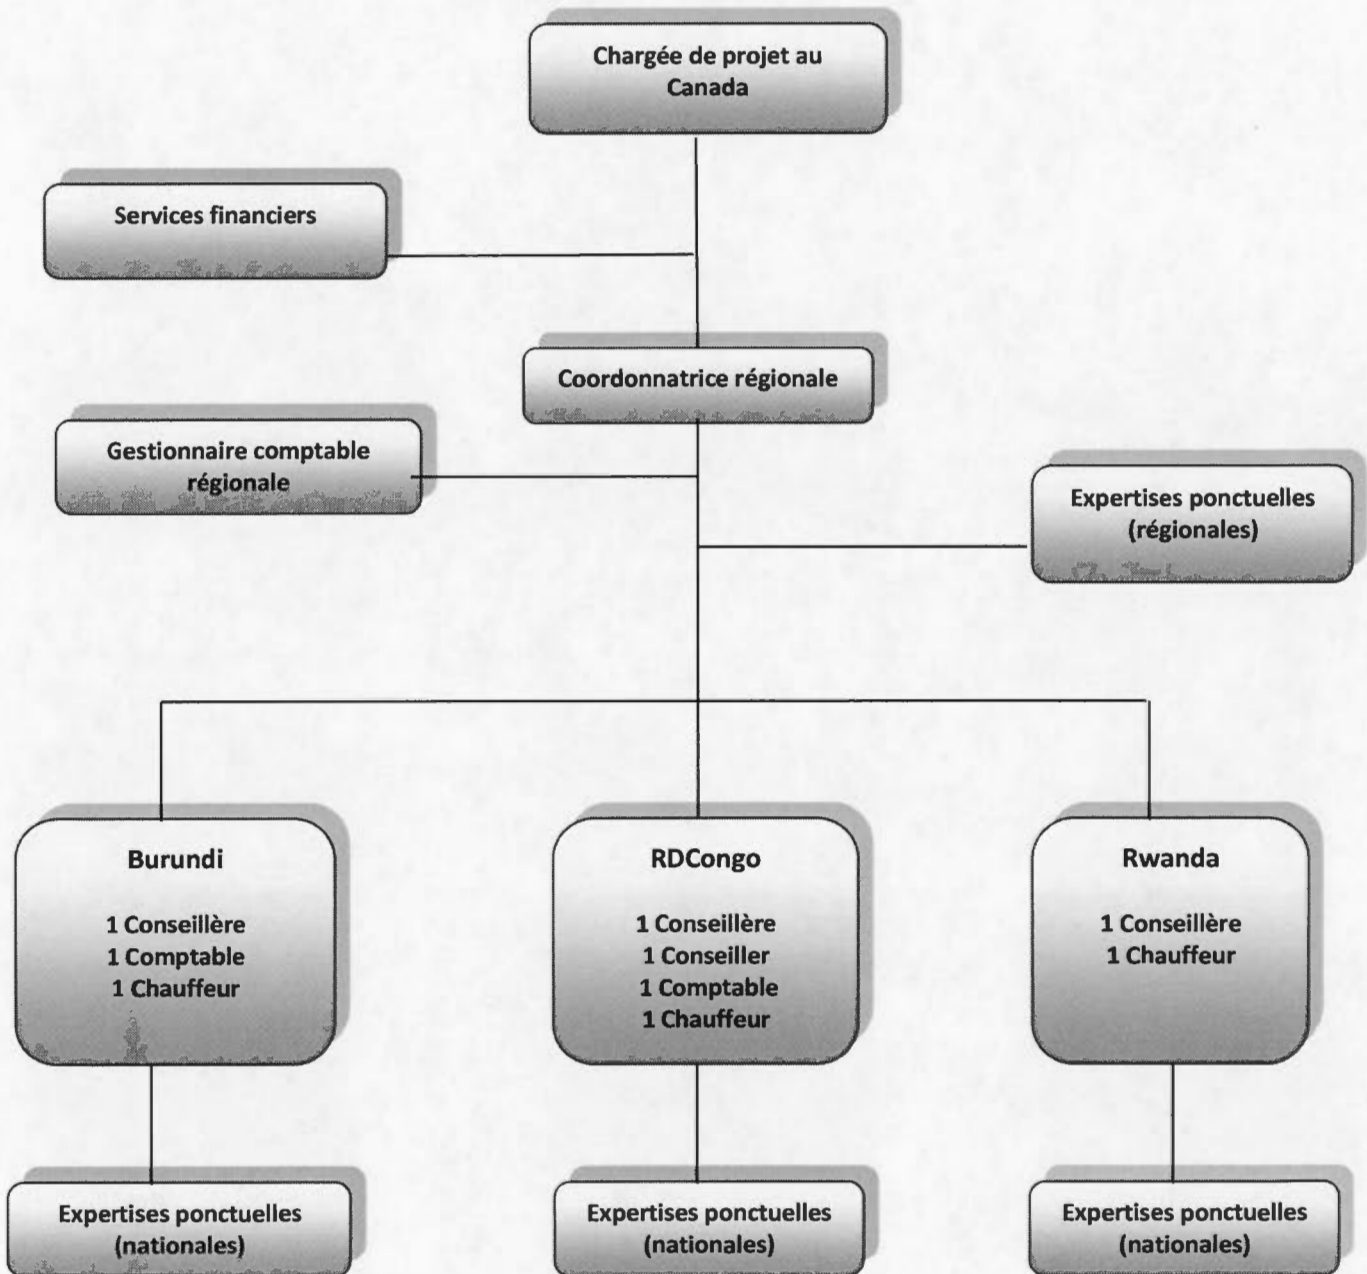 Chargée de projet au
Canada
Services financiers
Coordonnatrice régionale
Gestionnaire comptable
régionale
Expertises ponctuelles
(régionales)
Burundi
1 Conseillère
1 Comptable
1 Chauffeur
RDCongo
1 Conseillère
1 Conseiller
1 Comptable
1 Chauffeur
Rwanda
1 Conseillère
1 Chauffeur
Expertises ponctuelles
(nationales)
Expertises ponctuelles
(nationales)
Expertises ponctuelles
(nationales)